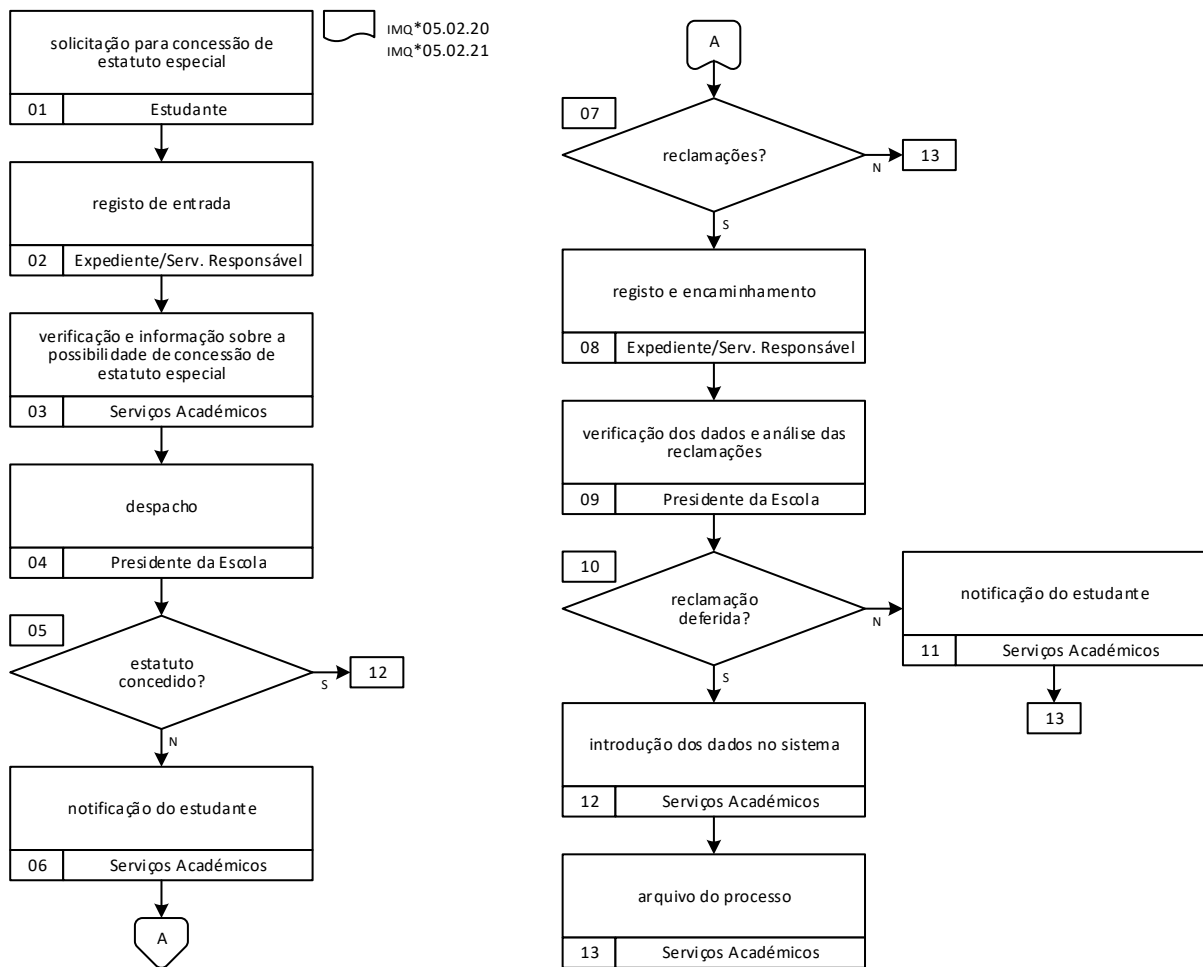 solicitação para concessão de
estatuto especial
01
Estudante
IMQ*05.02.20
IMQ*05.02.21
registo de entrada
02
Expediente/Serv. Responsável
verificação e informação sobre a
possibilidade de concessão de
estatuto especial
03
Serviços Académicos
despacho
04
Presidente da Escola
05
estatuto
concedido?
S
12
N
notificação do estudante
06
Serviços Académicos
A
A
07
reclamações?
N
13
S
registo e encaminhamento
08
Expediente/Serv. Responsável
verificação dos dados e análise das
reclamações
09
Presidente da Escola
10
reclamação
deferida?
N
notificação do estudante
11
Serviços Académicos
13
S
introdução dos dados no sistema
12
Serviços Académicos
arquivo do processo
13
Serviços Académicos